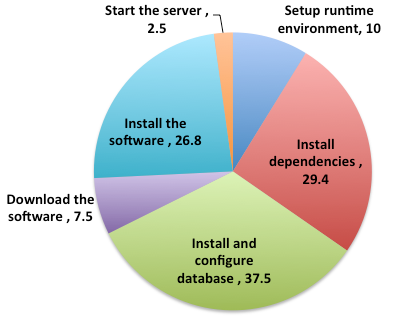 Start the server ,
2.5
Setup runtime
environment, 10
Install
dependencies ,
29.4
Install and
configure
database , 37.5
Download the
software , 7.5
Install the
software , 26.8